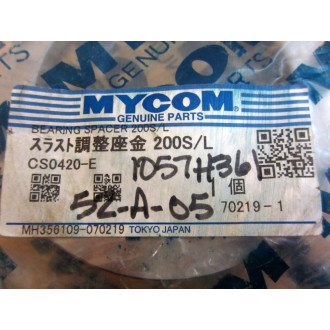 MYCOM
GENUINE PARTS
BEARING SPACER 200S/L
スラスト調整座金 200S/L
CS0420-E
1057H36
1個
52-A-05
70219-1
MH356109-070219 TOKYO JAPAN